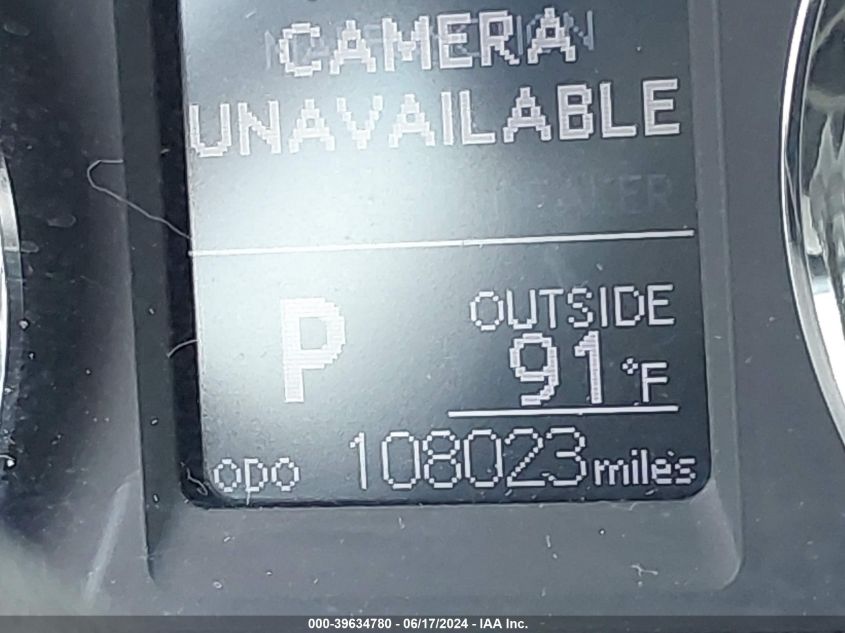 CAMERA
UNAVAILABLE
P
OUTSIDE
91°F
ODO 108023 miles
000-39634780 - 06/17/2024 - IAA Inc.